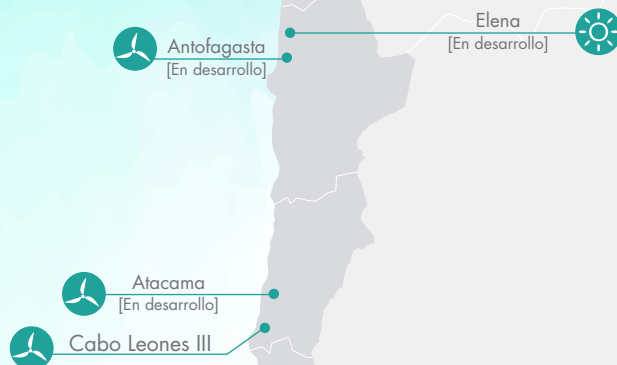 Elena
[En desarrollo]
Antofagasta
[En desarrollo]
Atacama
[En desarrollo]
Cabo Leones III